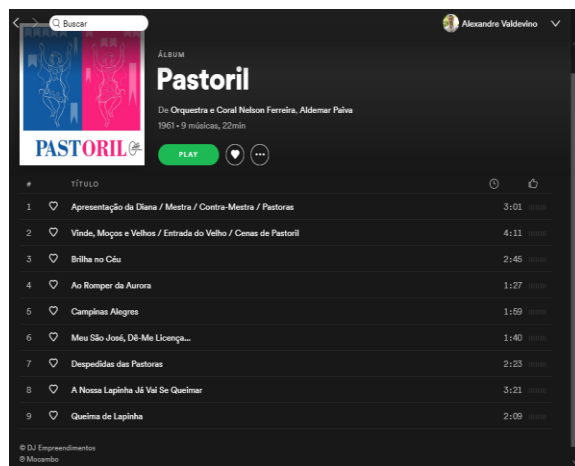 Buscar
Alexandre Valdevino
ÁLBUM
Pastoril
De Orquestra e Coral Nelson Ferreira, Aldemar Paiva
1961 • 9 músicas, 22min
PASTORIL
PLAY
# TÍTULO
1 Apresentação da Diana / Mestra / Contra-Mestra / Pastoras 3:01
2 Vinde, Moços e Velhos / Entrada do Velho / Cenas de Pastoril 4:11
3 Brilha no Céu 2:45
4 Ao Romper da Aurora 1:27
5 Campinas Alegres 1:59
6 Meu São José, Dê-Me Licença... 1:40
7 Despedidas das Pastoras 2:23
8 A Nossa Lapinha Já Vai Se Queimar 3:21
9 Queima de Lapinha 2:09
© DJ Empreendimentos
℗ Mocambo